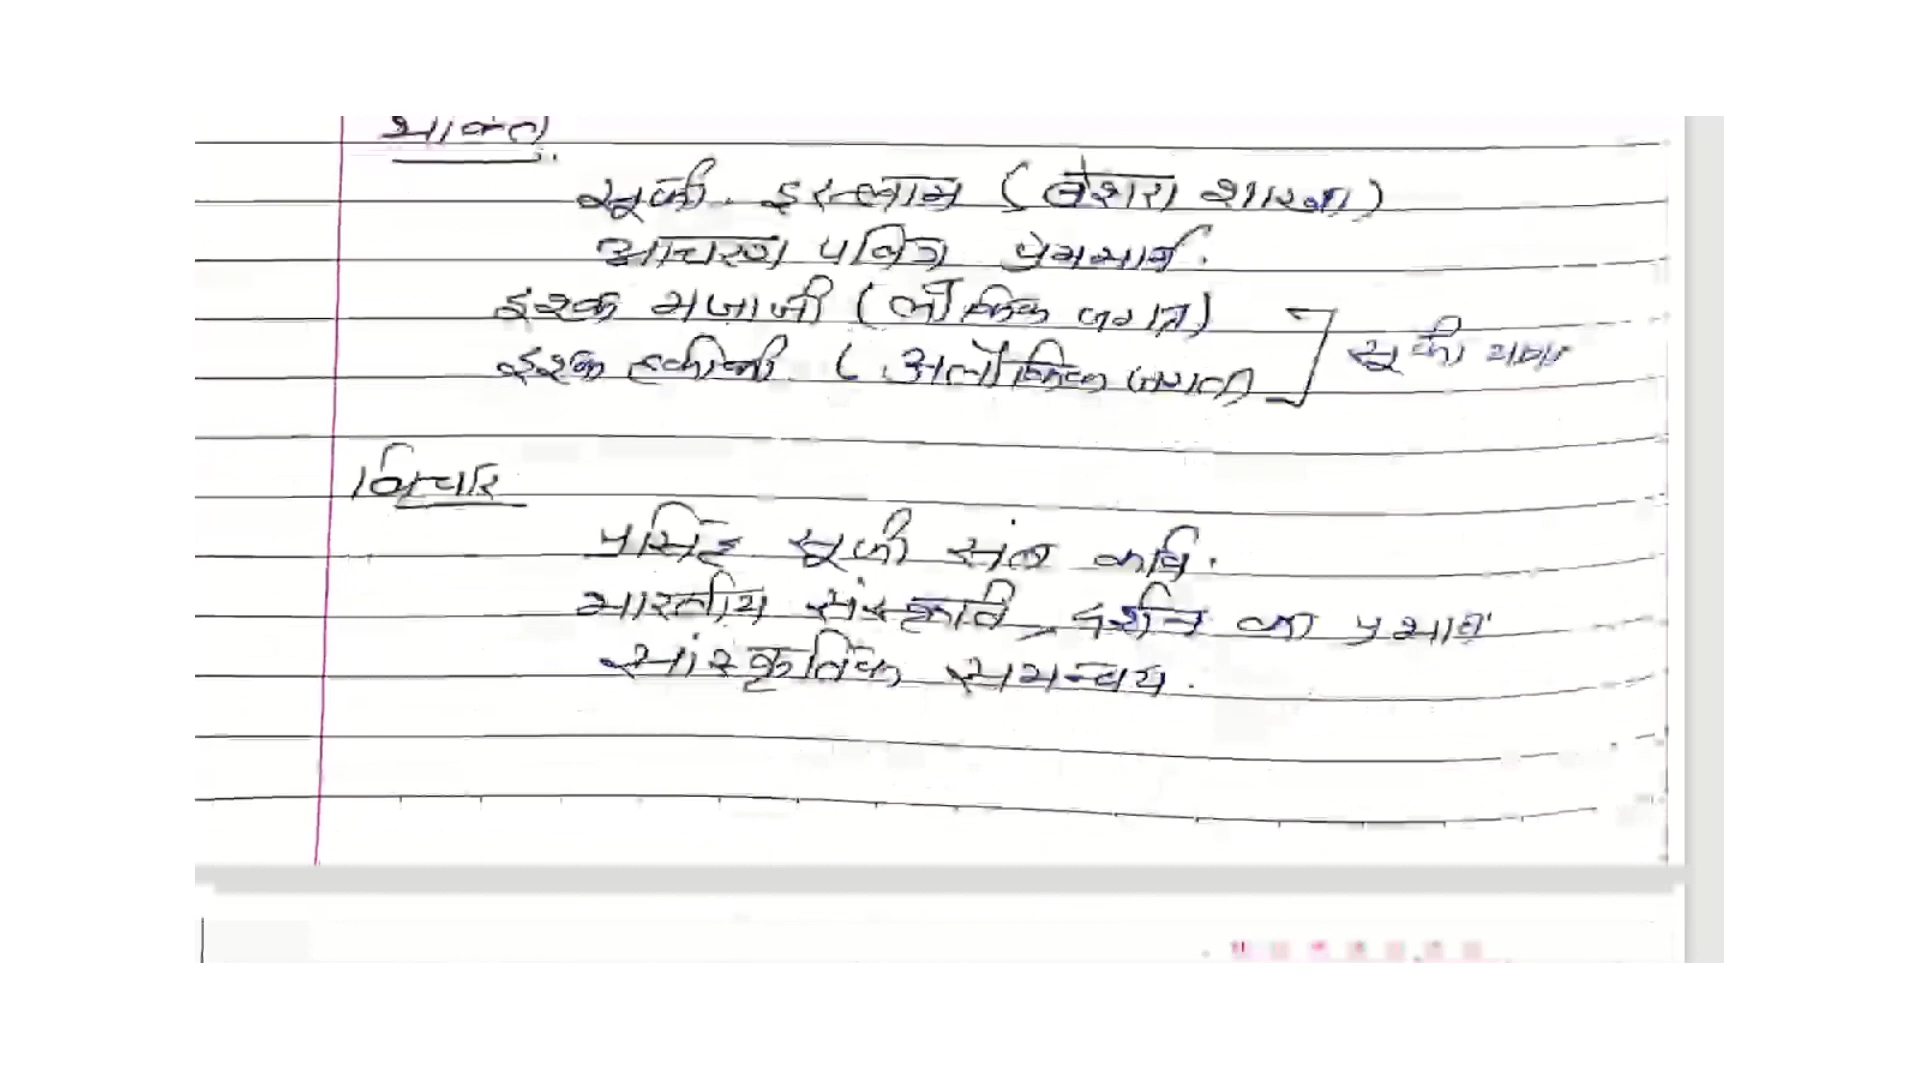 सूफी इस्लाम (बेशरा शाखा)
आचरण पवित्र प्रेममार्ग.
इश्क मजाजी (लौकिक जगत)
इश्क हकीकी (अलौकिक जगत)
सूफी
विचार
प्रसिद्ध सूफी संत कवि.
भारतीय संस्कृति, दर्शन का प्रभाव
सांस्कृतिक समन्वय.